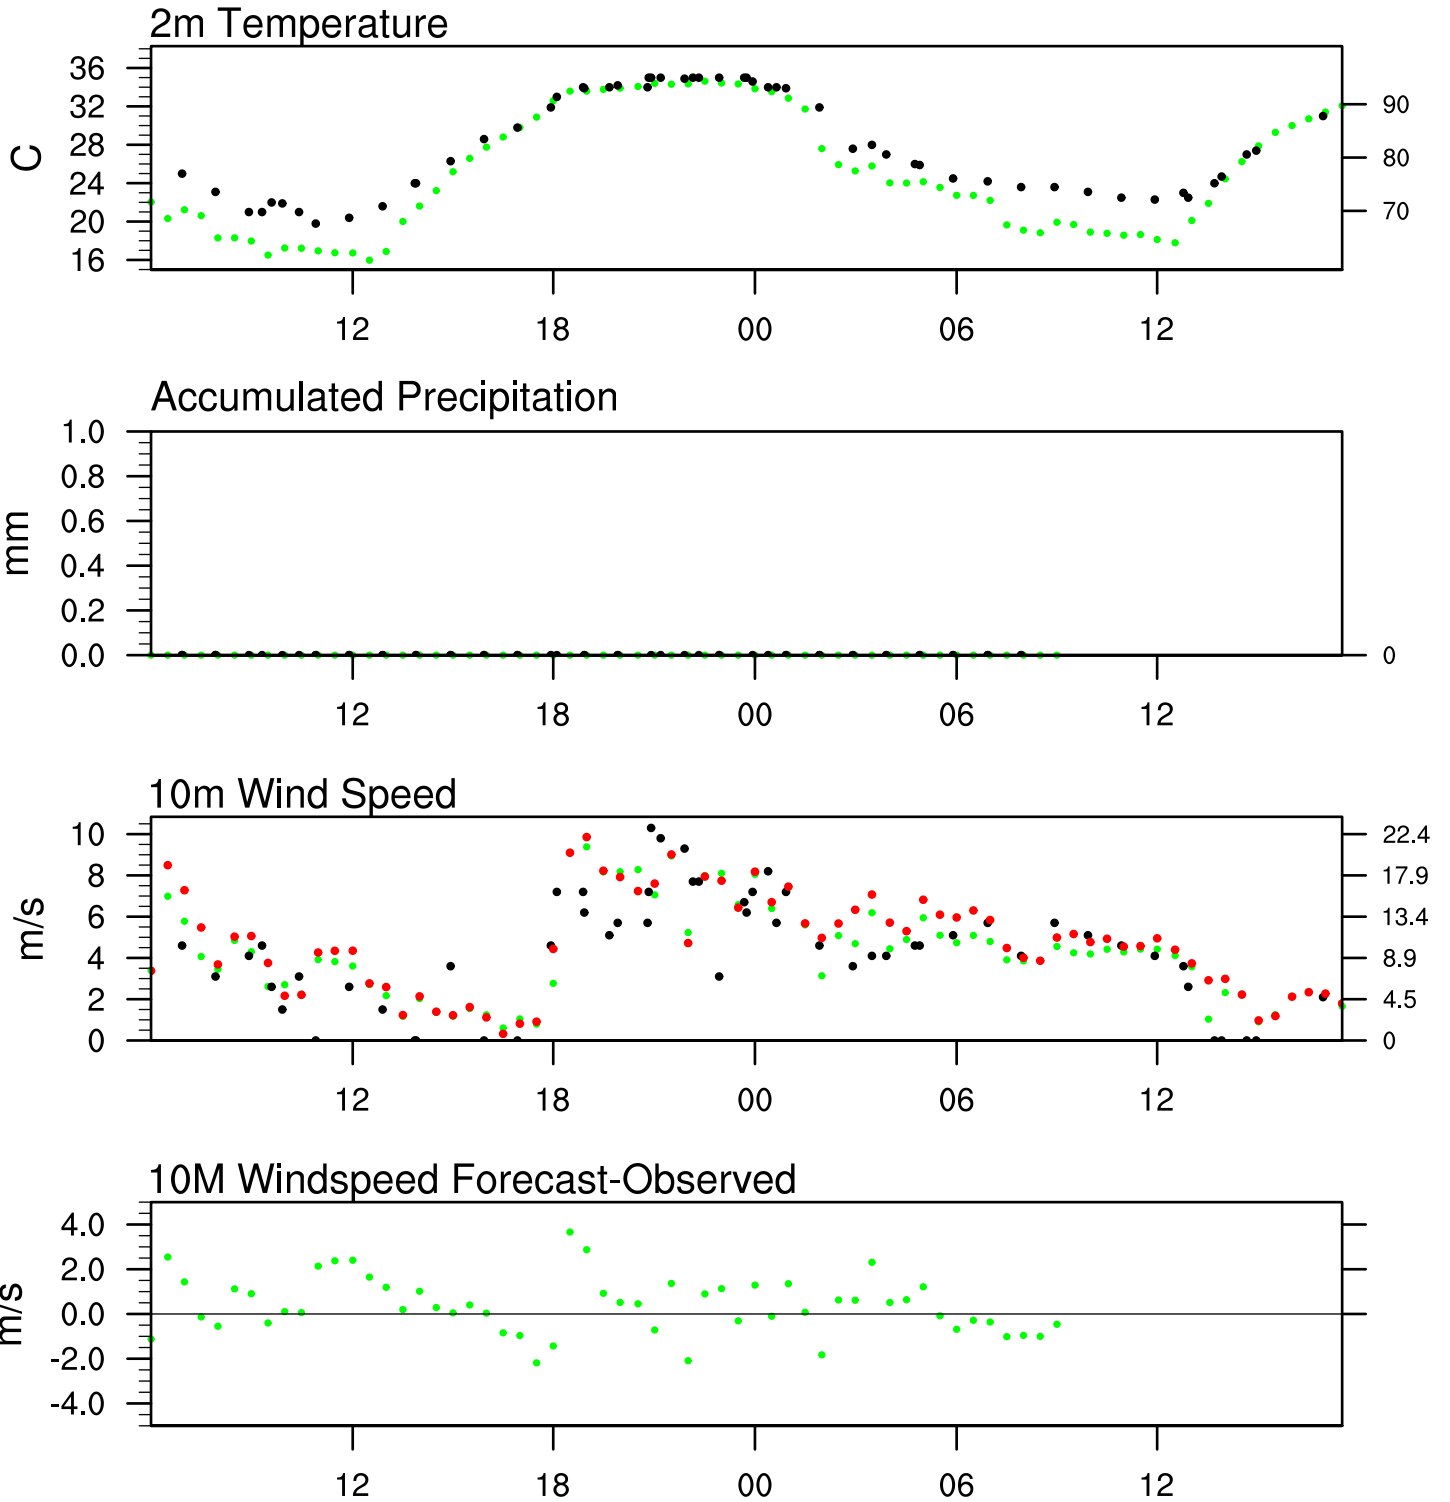 2m Temperature
36
32
28
24
20
16
C
90
80
70
12 18 00 06 12
Accumulated Precipitation
1.0
0.8
0.6
0.4
0.2
0.0
mm
0
12 18 00 06 12
10m Wind Speed
10
8
6
4
2
0
m/s
22.4
17.9
13.4
8.9
4.5
0
12 18 00 06 12
10M Windspeed Forecast-Observed
4.0
2.0
0.0
-2.0
-4.0
m/s
12 18 00 06 12